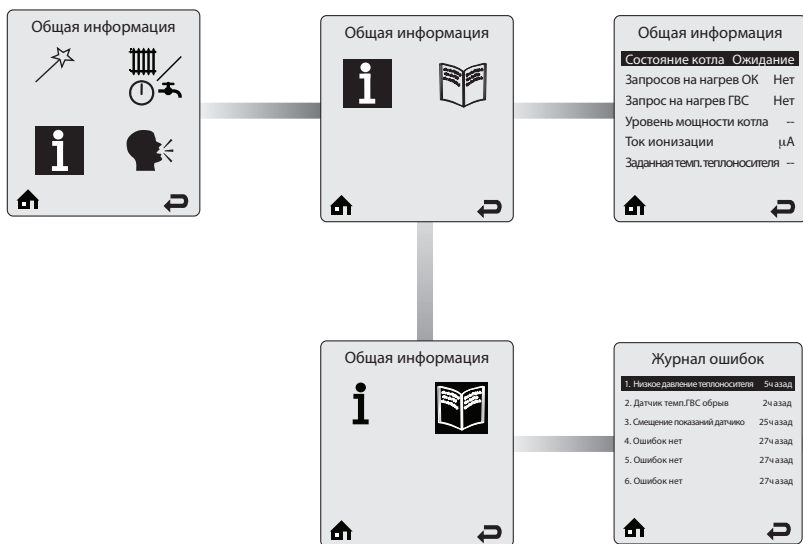 Общая информация
Общая информация
Общая информация
Состояние котла Ожидание
Запросов на нагрев ОК Нет
Запрос на нагрев ГВС Нет
Уровень мощности котла --
Ток ионизации μA
Заданная темп. теплоносителя --
Общая информация
Журнал ошибок
1. Низкое давление теплоносителя 5ч азад
2. Датчик темп.ГВС обрыв 2ч азад
3. Смещение показаний датчико 25ч азад
4. Ошибок нет 27ч азад
5. Ошибок нет 27ч азад
6. Ошибок нет 27ч азад